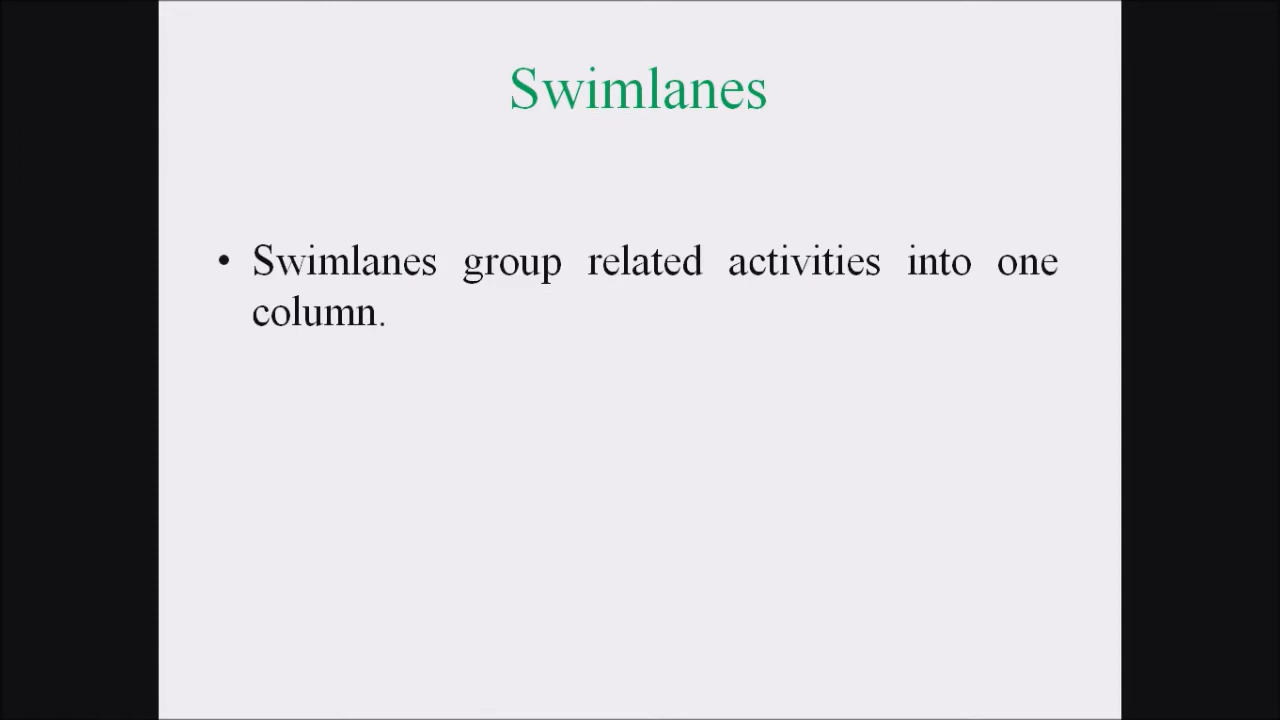 Swimlanes
• Swimlanes group related activities into one
column.